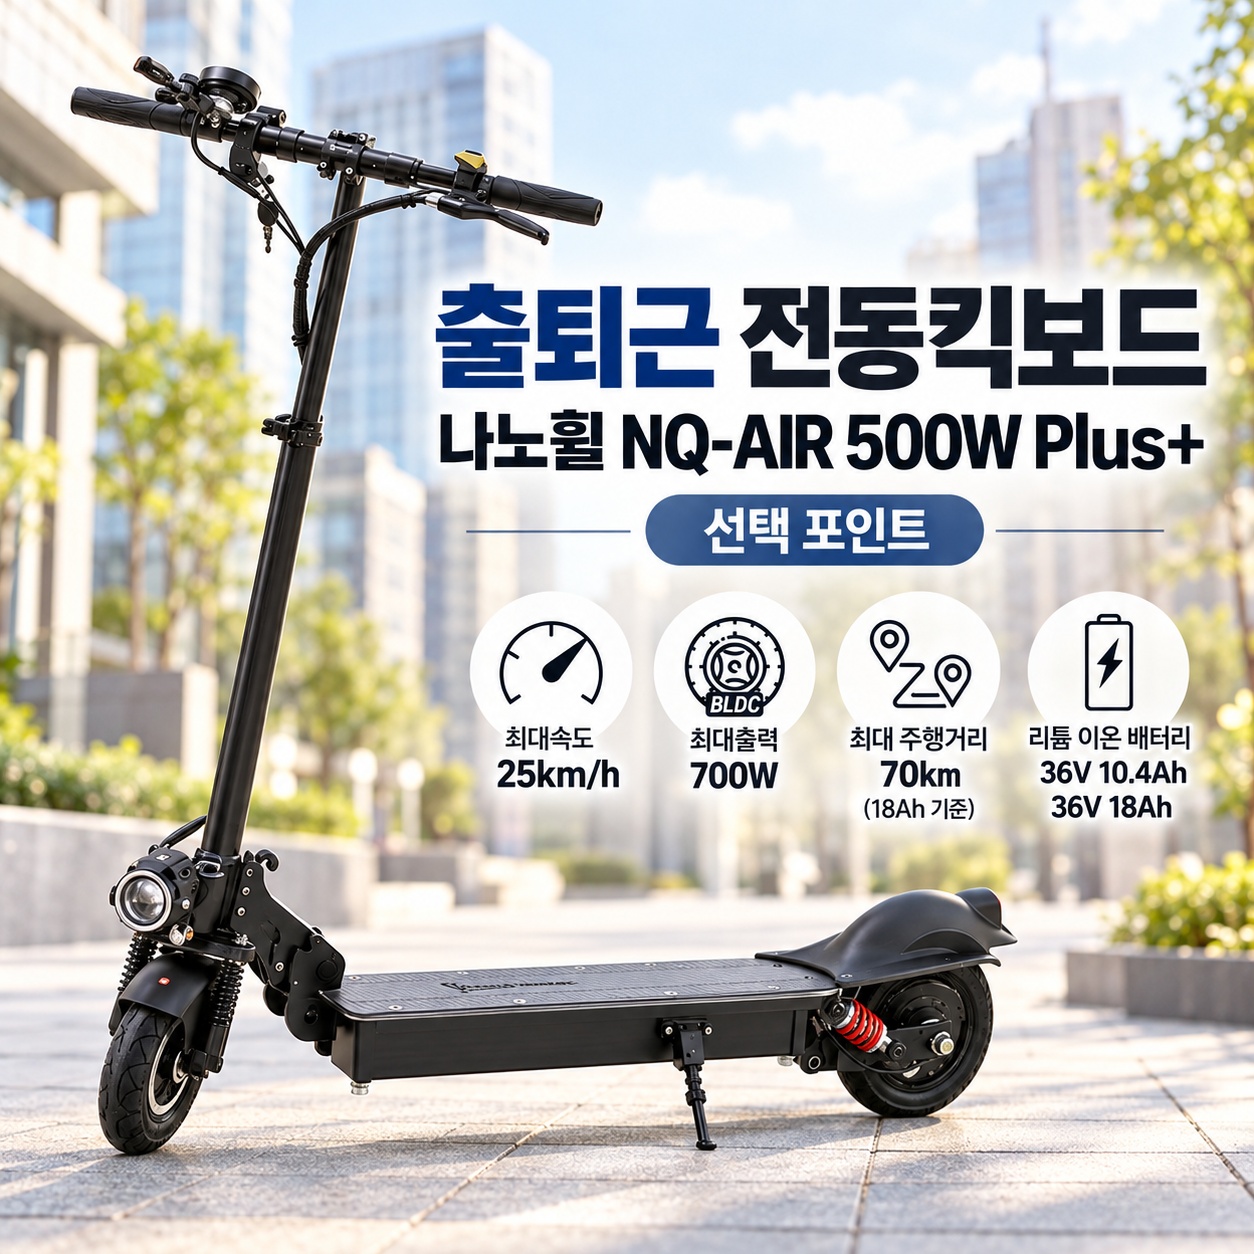 출퇴근 전동킥보드
나노휠 NQ-AIR 500W Plus+
선택 포인트
BLDC
최대속도
25km/h
최대출력
700W
최대 주행거리
70km
(18Ah 기준)
리튬 이온 배터리
36V 10.4Ah
36V 18Ah